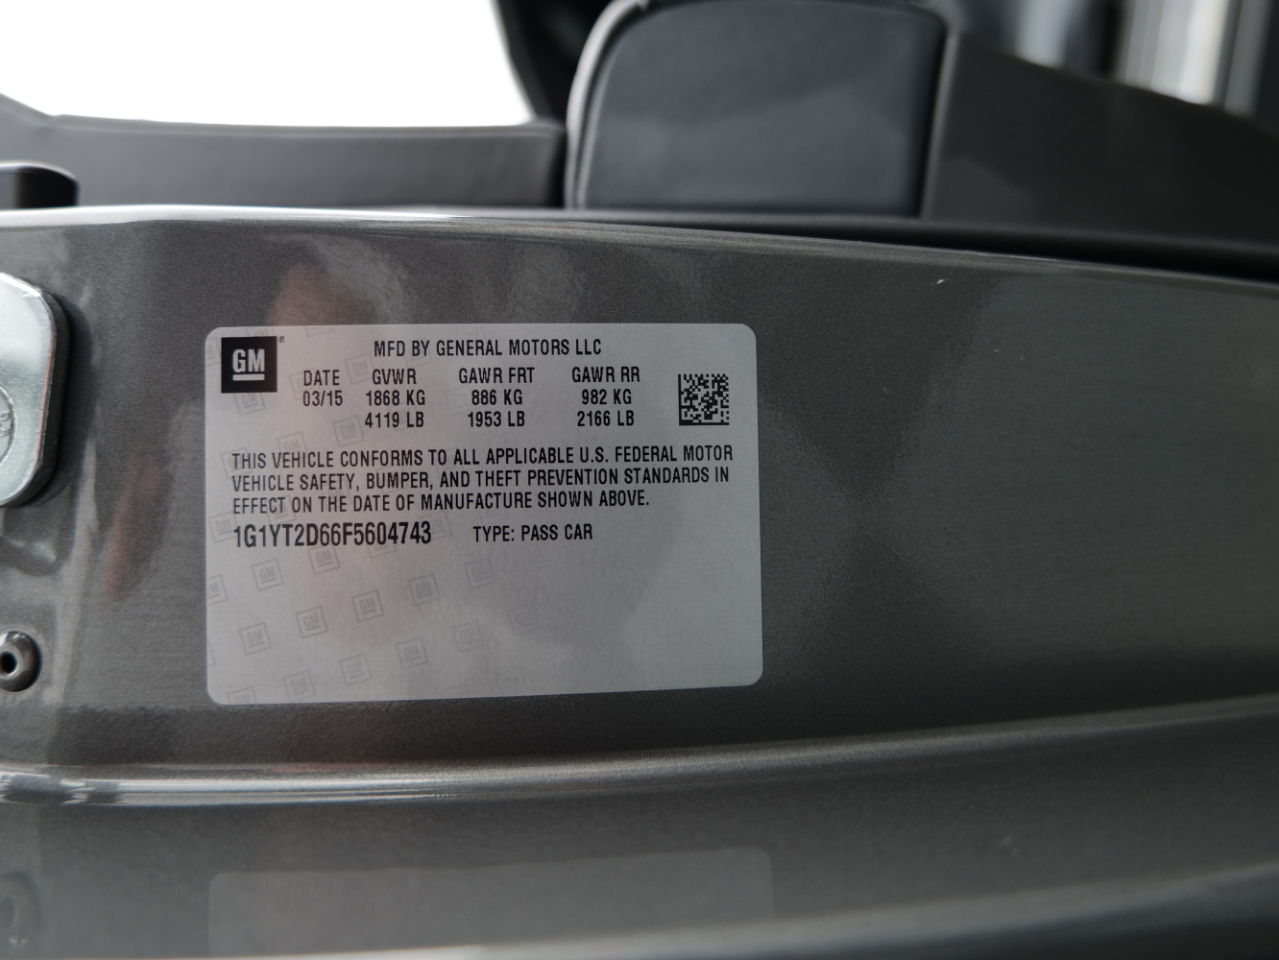 GM
MFD BY GENERAL MOTORS LLC
DATE GVWR GAWR FRT GAWR RR
03/15 1868 KG 886 KG 982 KG
4119 LB 1953 LB 2166 LB
THIS VEHICLE CONFORMS TO ALL APPLICABLE U.S. FEDERAL MOTOR
VEHICLE SAFETY, BUMPER, AND THEFT PREVENTION STANDARDS IN
EFFECT ON THE DATE OF MANUFACTURE SHOWN ABOVE.
1G1YT2D66F5604743 TYPE: PASS CAR